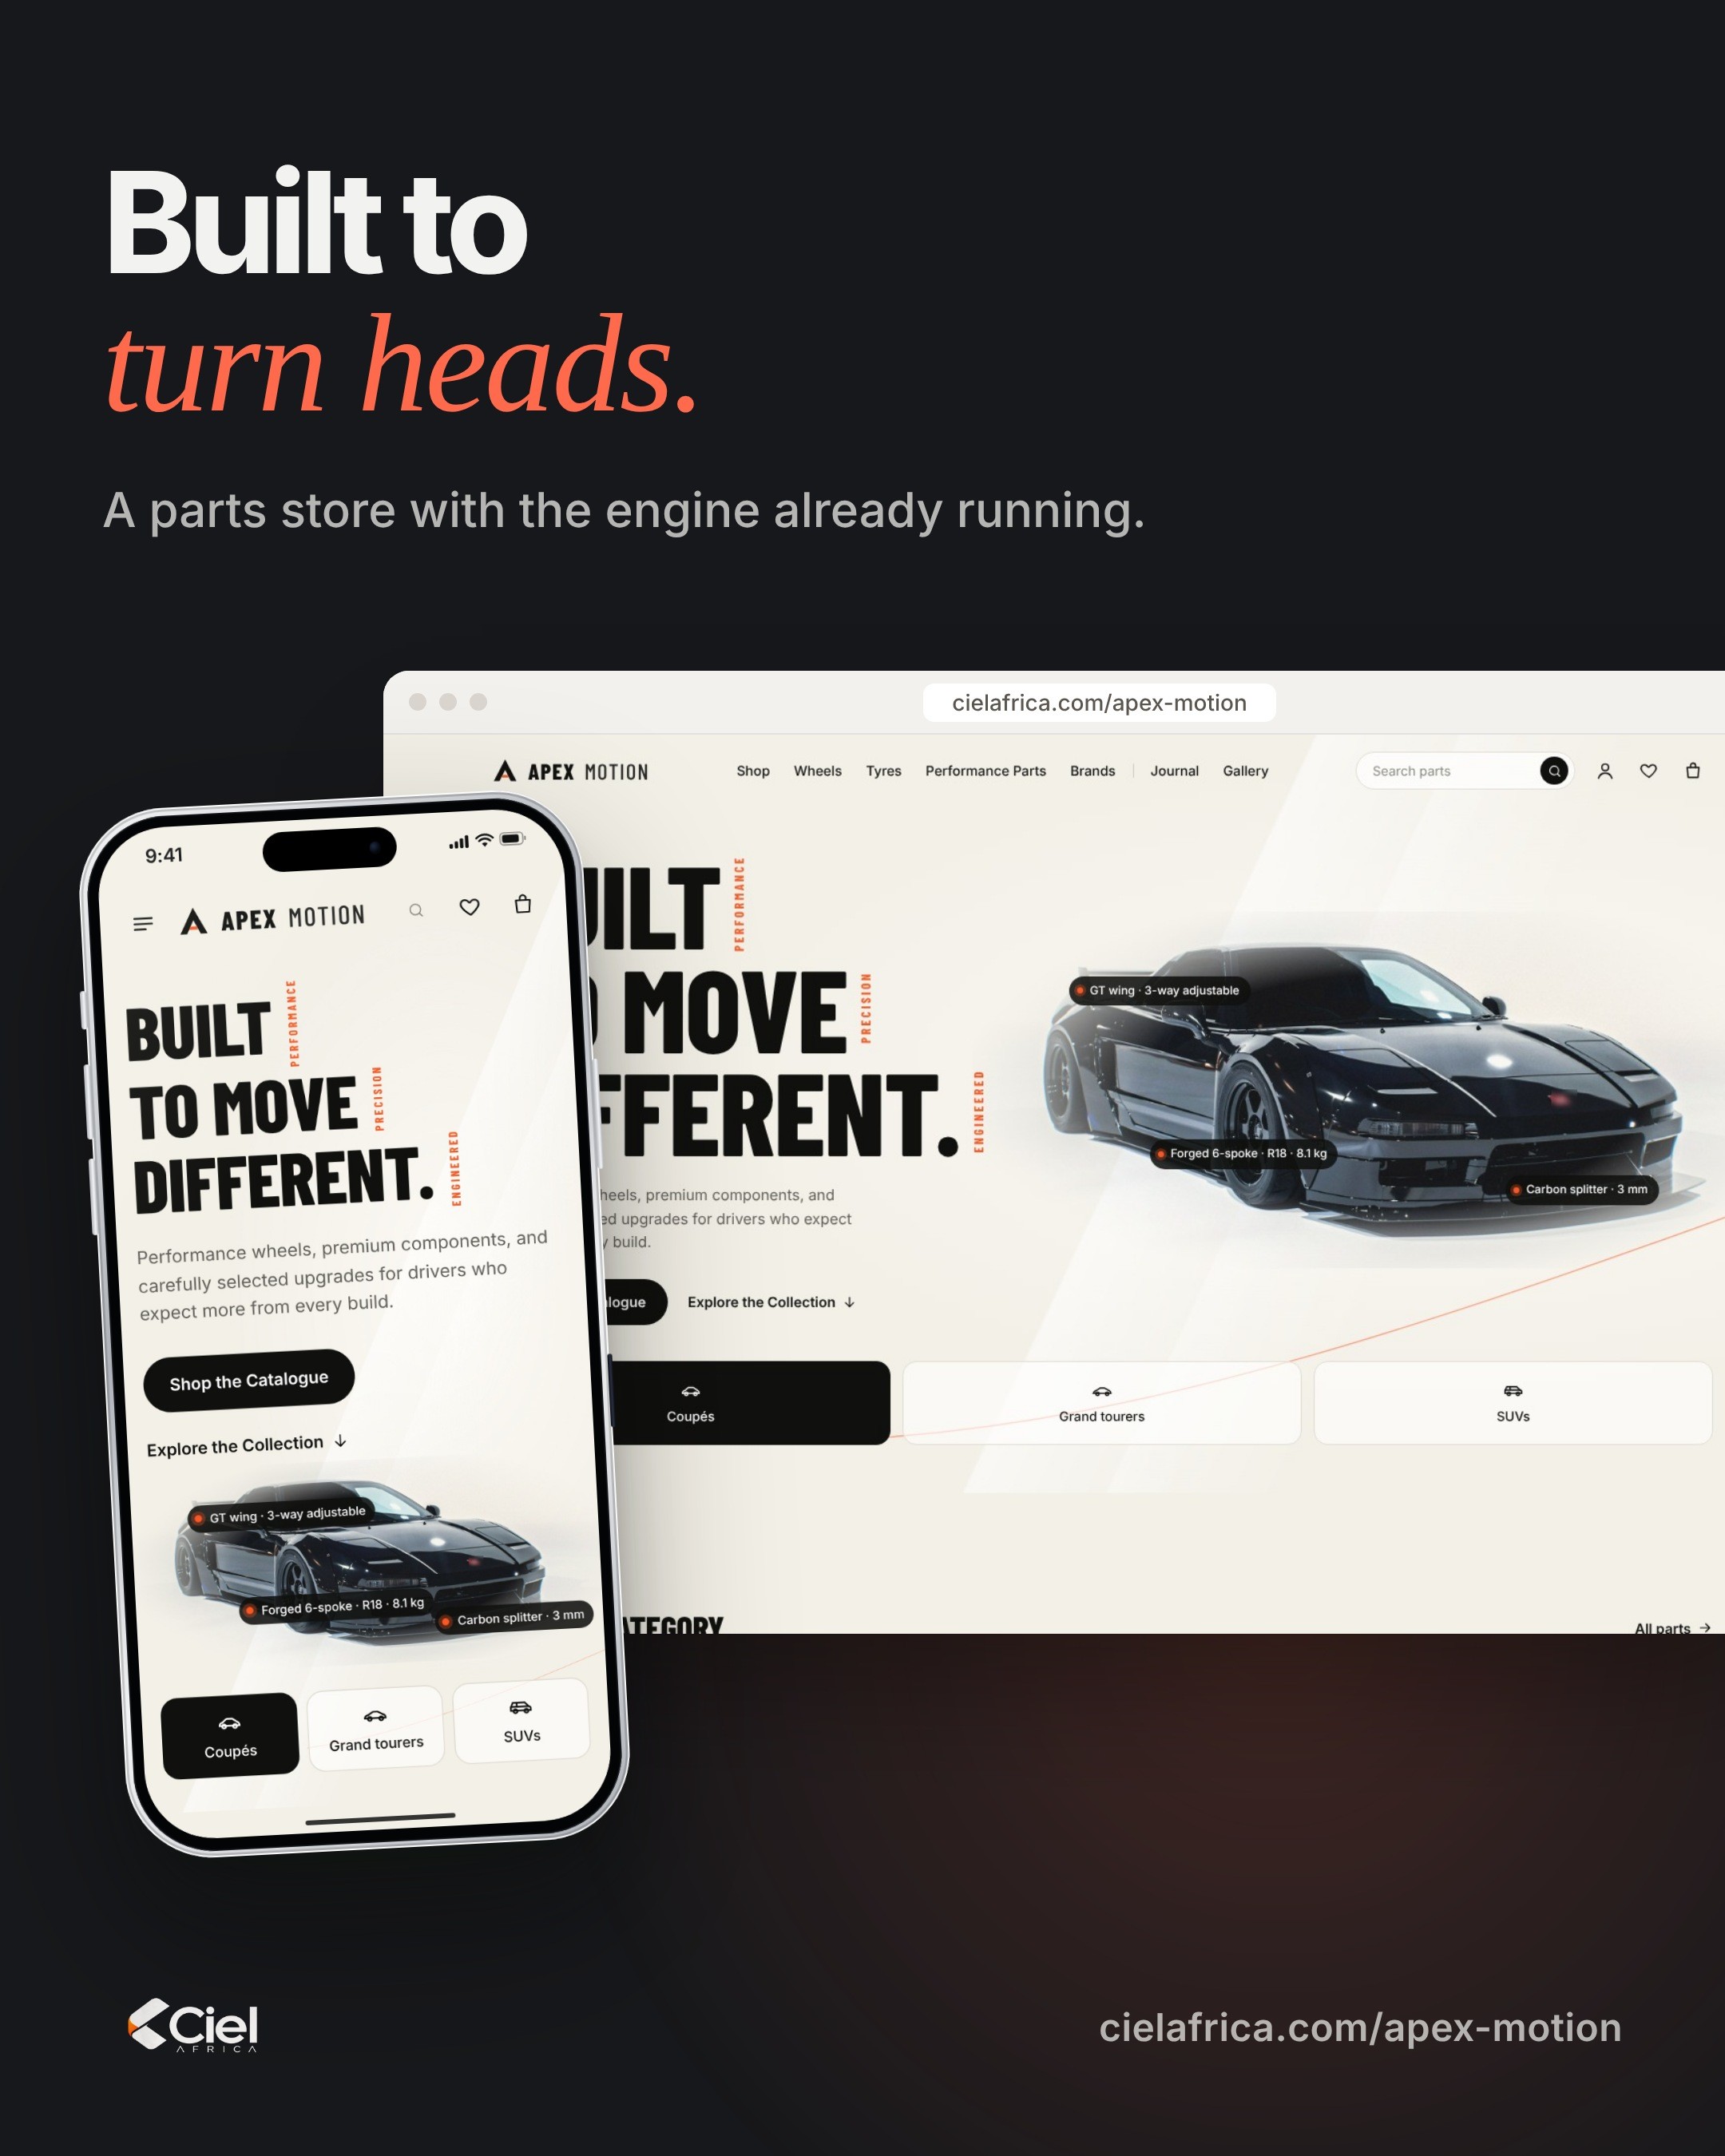 Built to
turn heads.
A parts store with the engine already running.
cielafrica.com/apex-motion
APEX MOTION
Shop Wheels Tyres Performance Parts Brands Journal Gallery
Search parts
UILT
PERFORMANCE
MOVE
PRECISION
FFERENT.
ENGINEERED
heels, premium components, and
ed upgrades for drivers who expect
y build.
alogue
Explore the Collection ↓
GT wing · 3-way adjustable
Forged 6-spoke · R18 · 8.1 kg
Carbon splitter · 3 mm
Coupés
Grand tourers
SUVs
ATEGORY
All parts →
9:41
APEX MOTION
BUILT
PERFORMANCE
TO MOVE
PRECISION
DIFFERENT.
ENGINEERED
Performance wheels, premium components, and
carefully selected upgrades for drivers who
expect more from every build.
Shop the Catalogue
Explore the Collection ↓
GT wing · 3-way adjustable
Forged 6-spoke · R18 · 8.1 kg
Carbon splitter · 3 mm
Coupés
Grand tourers
SUVs
Ciel
AFRICA
cielafrica.com/apex-motion